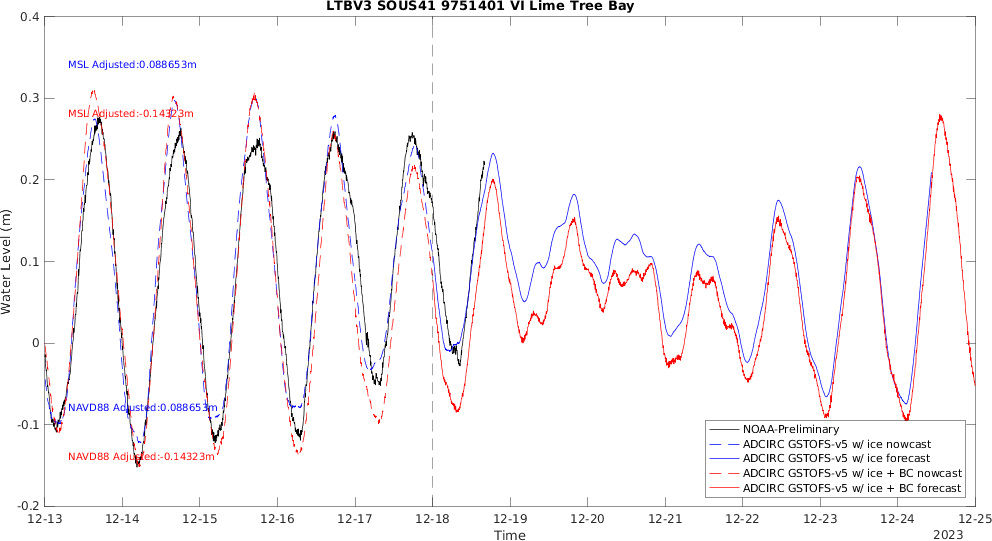 LTBV3 SOUS41 9751401 VI Lime Tree Bay
0.4
0.3
0.2
0.1
0
-0.1
-0.2
Water Level (m)
MSL Adjusted:0.088653m
MSL Adjusted:-0.14323m
NAVD88 Adjusted:0.088653m
NAVD88 Adjusted:-0.14323m
NOAA-Preliminary
ADCIRC GSTOFS-v5 w/ ice nowcast
ADCIRC GSTOFS-v5 w/ ice forecast
ADCIRC GSTOFS-v5 w/ ice + BC nowcast
ADCIRC GSTOFS-v5 w/ ice + BC forecast
12-13 12-14 12-15 12-16 12-17 12-18 12-19 12-20 12-21 12-22 12-23 12-24 12-25
Time
2023